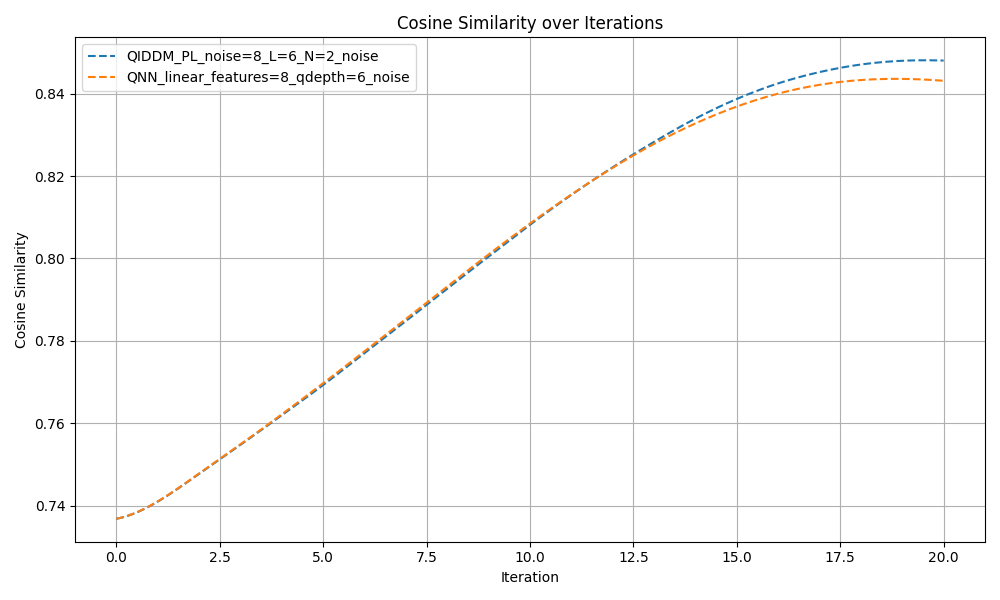 Cosine Similarity over Iterations
QIDDM_PL_noise=8_L=6_N=2_noise
QNN_linear_features=8_qdepth=6_noise
Cosine Similarity
0.84
0.82
0.80
0.78
0.76
0.74
0.0 2.5 5.0 7.5 10.0 12.5 15.0 17.5 20.0
Iteration